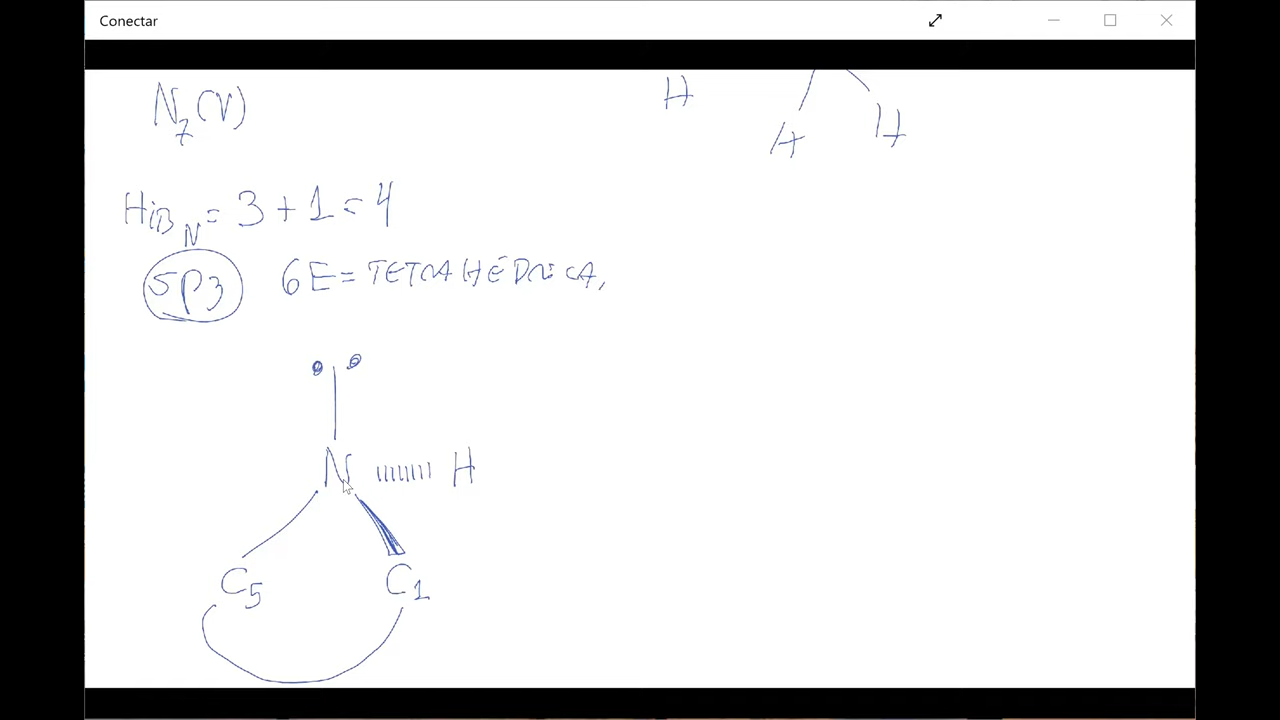 Conectar
N7(V)
H
H
H
HiBN = 3 + 1 = 4
SP3 GE = TETRAHÉDRICA,
N H
C5 C1